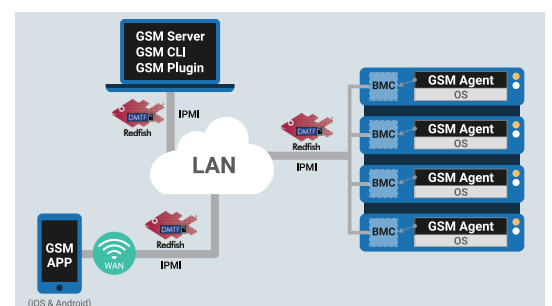 GSM Server
GSM CLI
GSM Plugin
DMTF
Redfish
IPMI
DMTF
Redfish
IPMI
LAN
DMTF
Redfish
IPMI
GSM
APP
WAN
(iOS & Android)
BMC
GSM Agent
OS
BMC
GSM Agent
OS
BMC
GSM Agent
OS
BMC
GSM Agent
OS